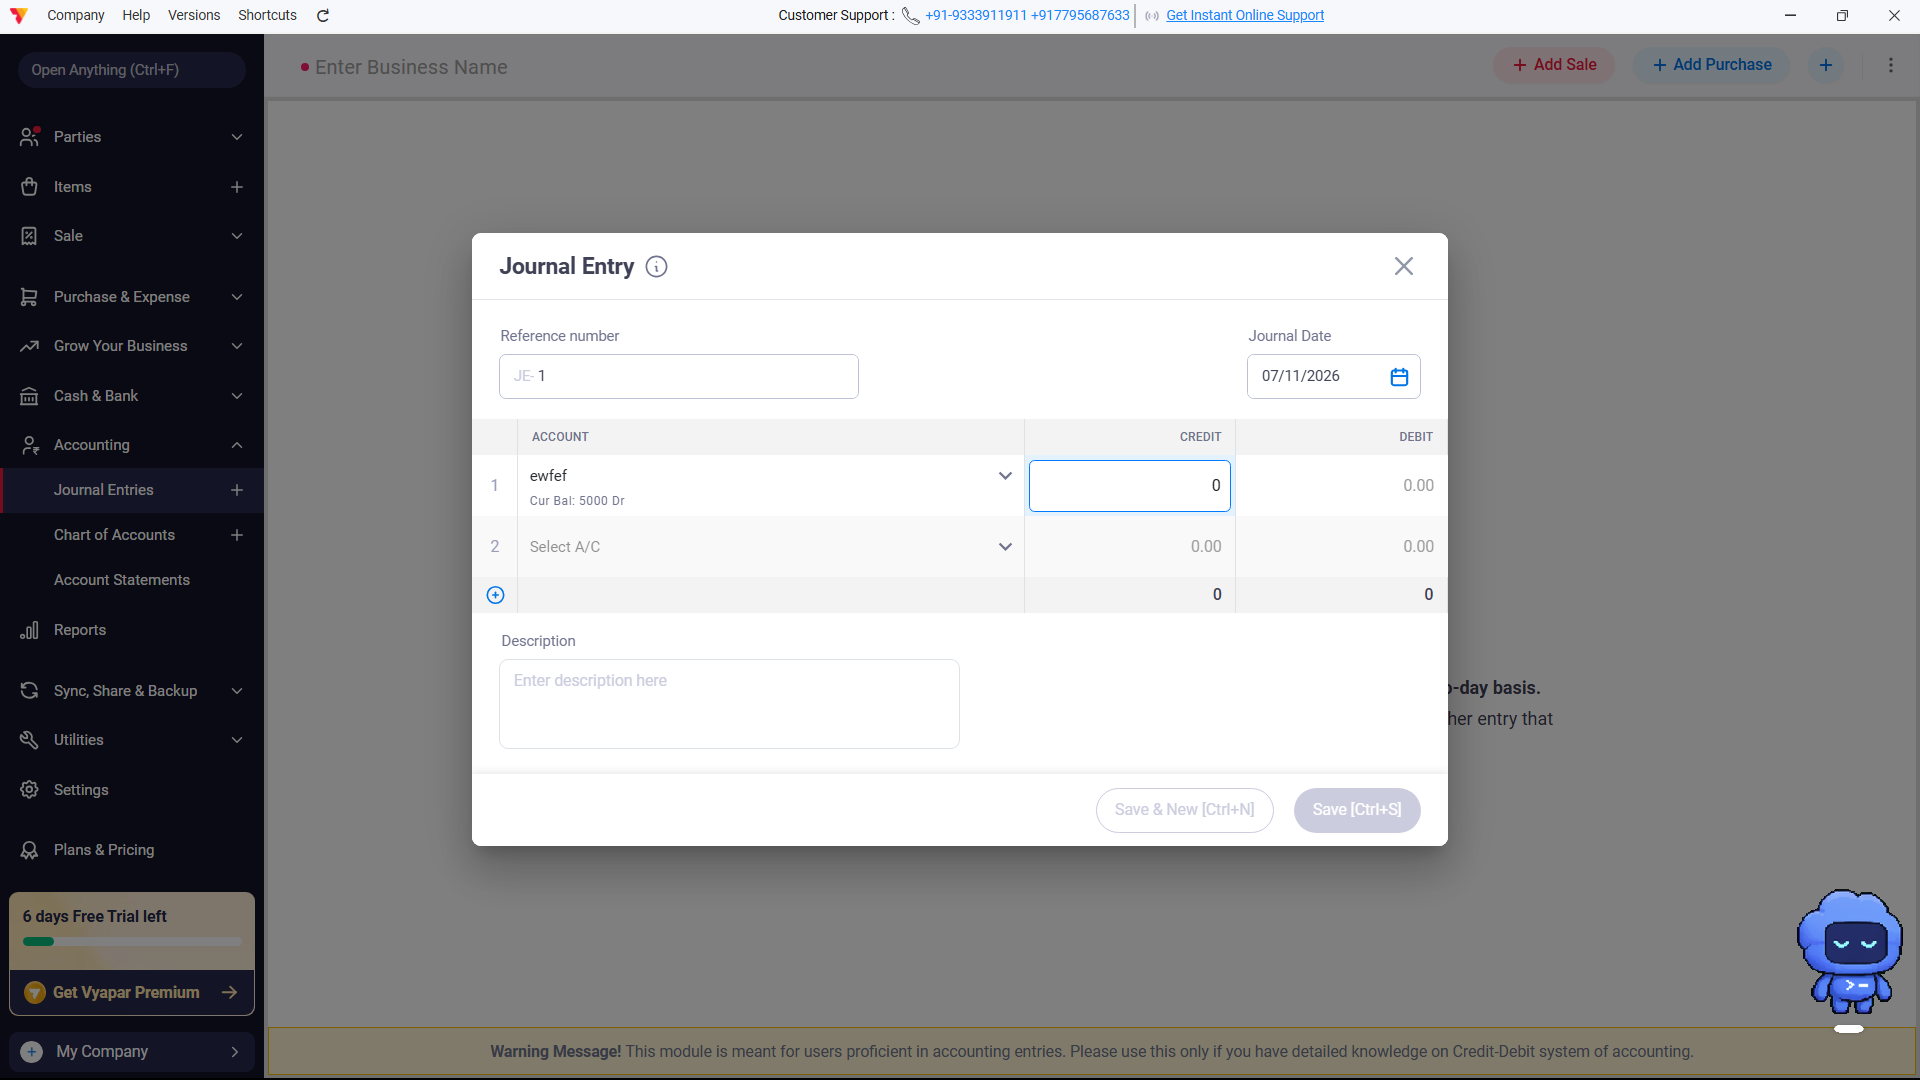 Company Help Versions Shortcuts
Customer Support : +91-9333911911 +917795687633 Get Instant Online Support
Open Anything (Ctrl+F)
Enter Business Name
+ Add Sale
+ Add Purchase
Parties
Items
Sale
Purchase & Expense
Grow Your Business
Cash & Bank
Accounting
Journal Entries
Chart of Accounts
Account Statements
Reports
Sync, Share & Backup
Utilities
Settings
Plans & Pricing
6 days Free Trial left
Get Vyapar Premium
My Company
Journal Entry
Reference number
JE- 1
Journal Date
07/11/2026
ACCOUNT CREDIT DEBIT
1 ewfef 0 0.00
Cur Bal: 5000 Dr
2 Select A/C 0.00 0.00
0 0
Description
Enter description here
Save & New [Ctrl+N]
Save [Ctrl+S]
-day basis.
her entry that
Warning Message! This module is meant for users proficient in accounting entries. Please use this only if you have detailed knowledge on Credit-Debit system of accounting.